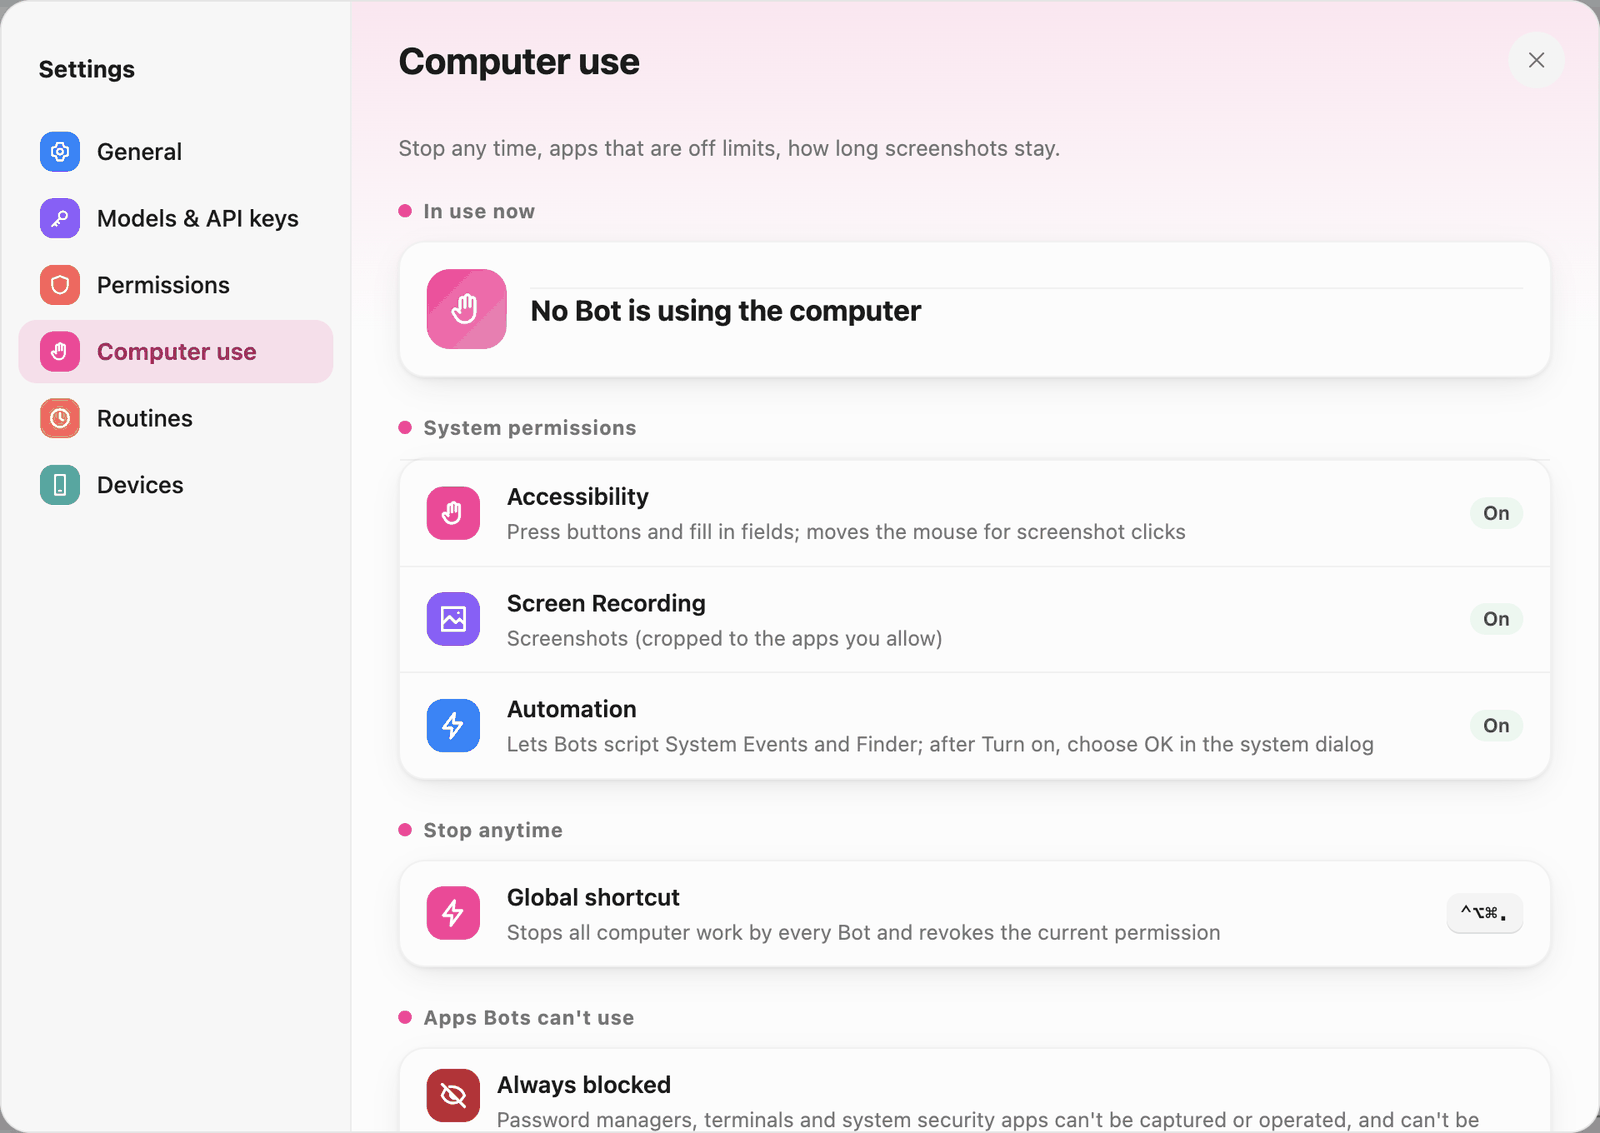 Settings
General
Models & API keys
Permissions
Computer use
Routines
Devices
Computer use
Stop any time, apps that are off limits, how long screenshots stay.
In use now
No Bot is using the computer
System permissions
Accessibility
Press buttons and fill in fields; moves the mouse for screenshot clicks
On
Screen Recording
Screenshots (cropped to the apps you allow)
On
Automation
Lets Bots script System Events and Finder; after Turn on, choose OK in the system dialog
On
Stop anytime
Global shortcut
Stops all computer work by every Bot and revokes the current permission
⌃⌥⌘.
Apps Bots can't use
Always blocked
Password managers, terminals and system security apps can't be captured or operated, and can't be